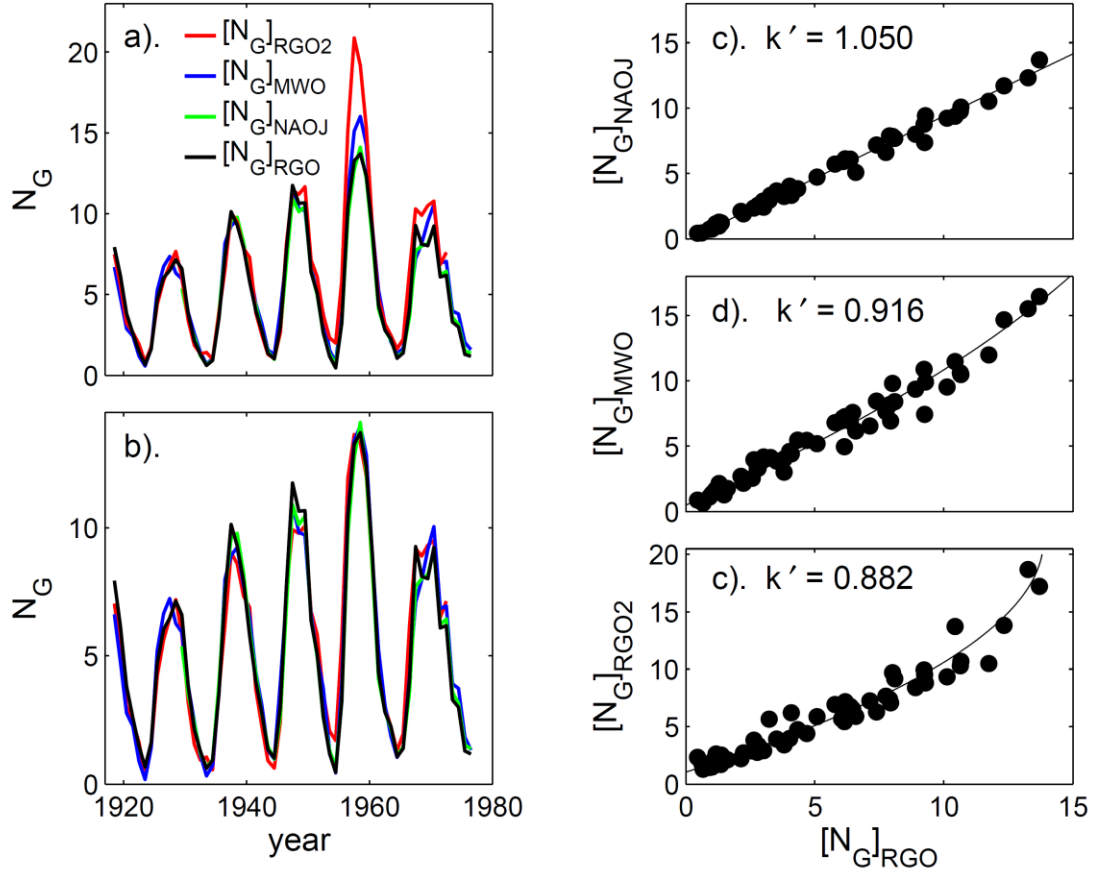 a).
[N_G]_RGO2
[N_G]_MWO
[N_G]_NAOJ
[N_G]_RGO
N_G
20
15
10
5
0
b).
N_G
10
5
0
1920 1940 1960 1980
year
c). k′ = 1.050
[N_G]_NAOJ
15
10
5
0
d). k′ = 0.916
[N_G]_MWO
15
10
5
0
c). k′ = 0.882
[N_G]_RGO2
20
15
10
5
0
0 5 10 15
[N_G]_RGO